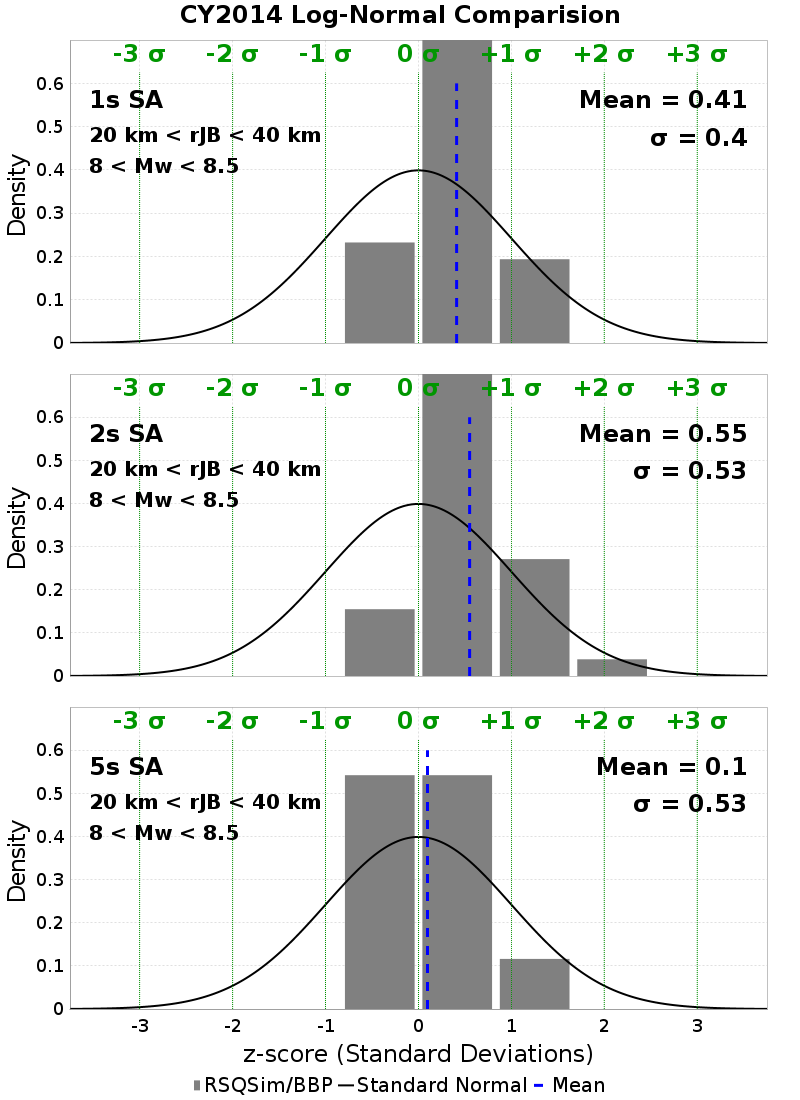 CY2014 Log-Normal Comparision
-3 σ -2 σ -1 σ 0 σ +1 σ +2 σ +3 σ
1s SA
20 km < rJB < 40 km
8 < Mw < 8.5
Mean = 0.41
σ = 0.4
Density
0.6
0.5
0.4
0.3
0.2
0.1
0
-3 σ -2 σ -1 σ 0 σ +1 σ +2 σ +3 σ
2s SA
20 km < rJB < 40 km
8 < Mw < 8.5
Mean = 0.55
σ = 0.53
Density
0.6
0.5
0.4
0.3
0.2
0.1
0
-3 σ -2 σ -1 σ 0 σ +1 σ +2 σ +3 σ
5s SA
20 km < rJB < 40 km
8 < Mw < 8.5
Mean = 0.1
σ = 0.53
Density
0.6
0.5
0.4
0.3
0.2
0.1
0
-3 -2 -1 0 1 2 3
z-score (Standard Deviations)
RSQSim/BBP Standard Normal Mean